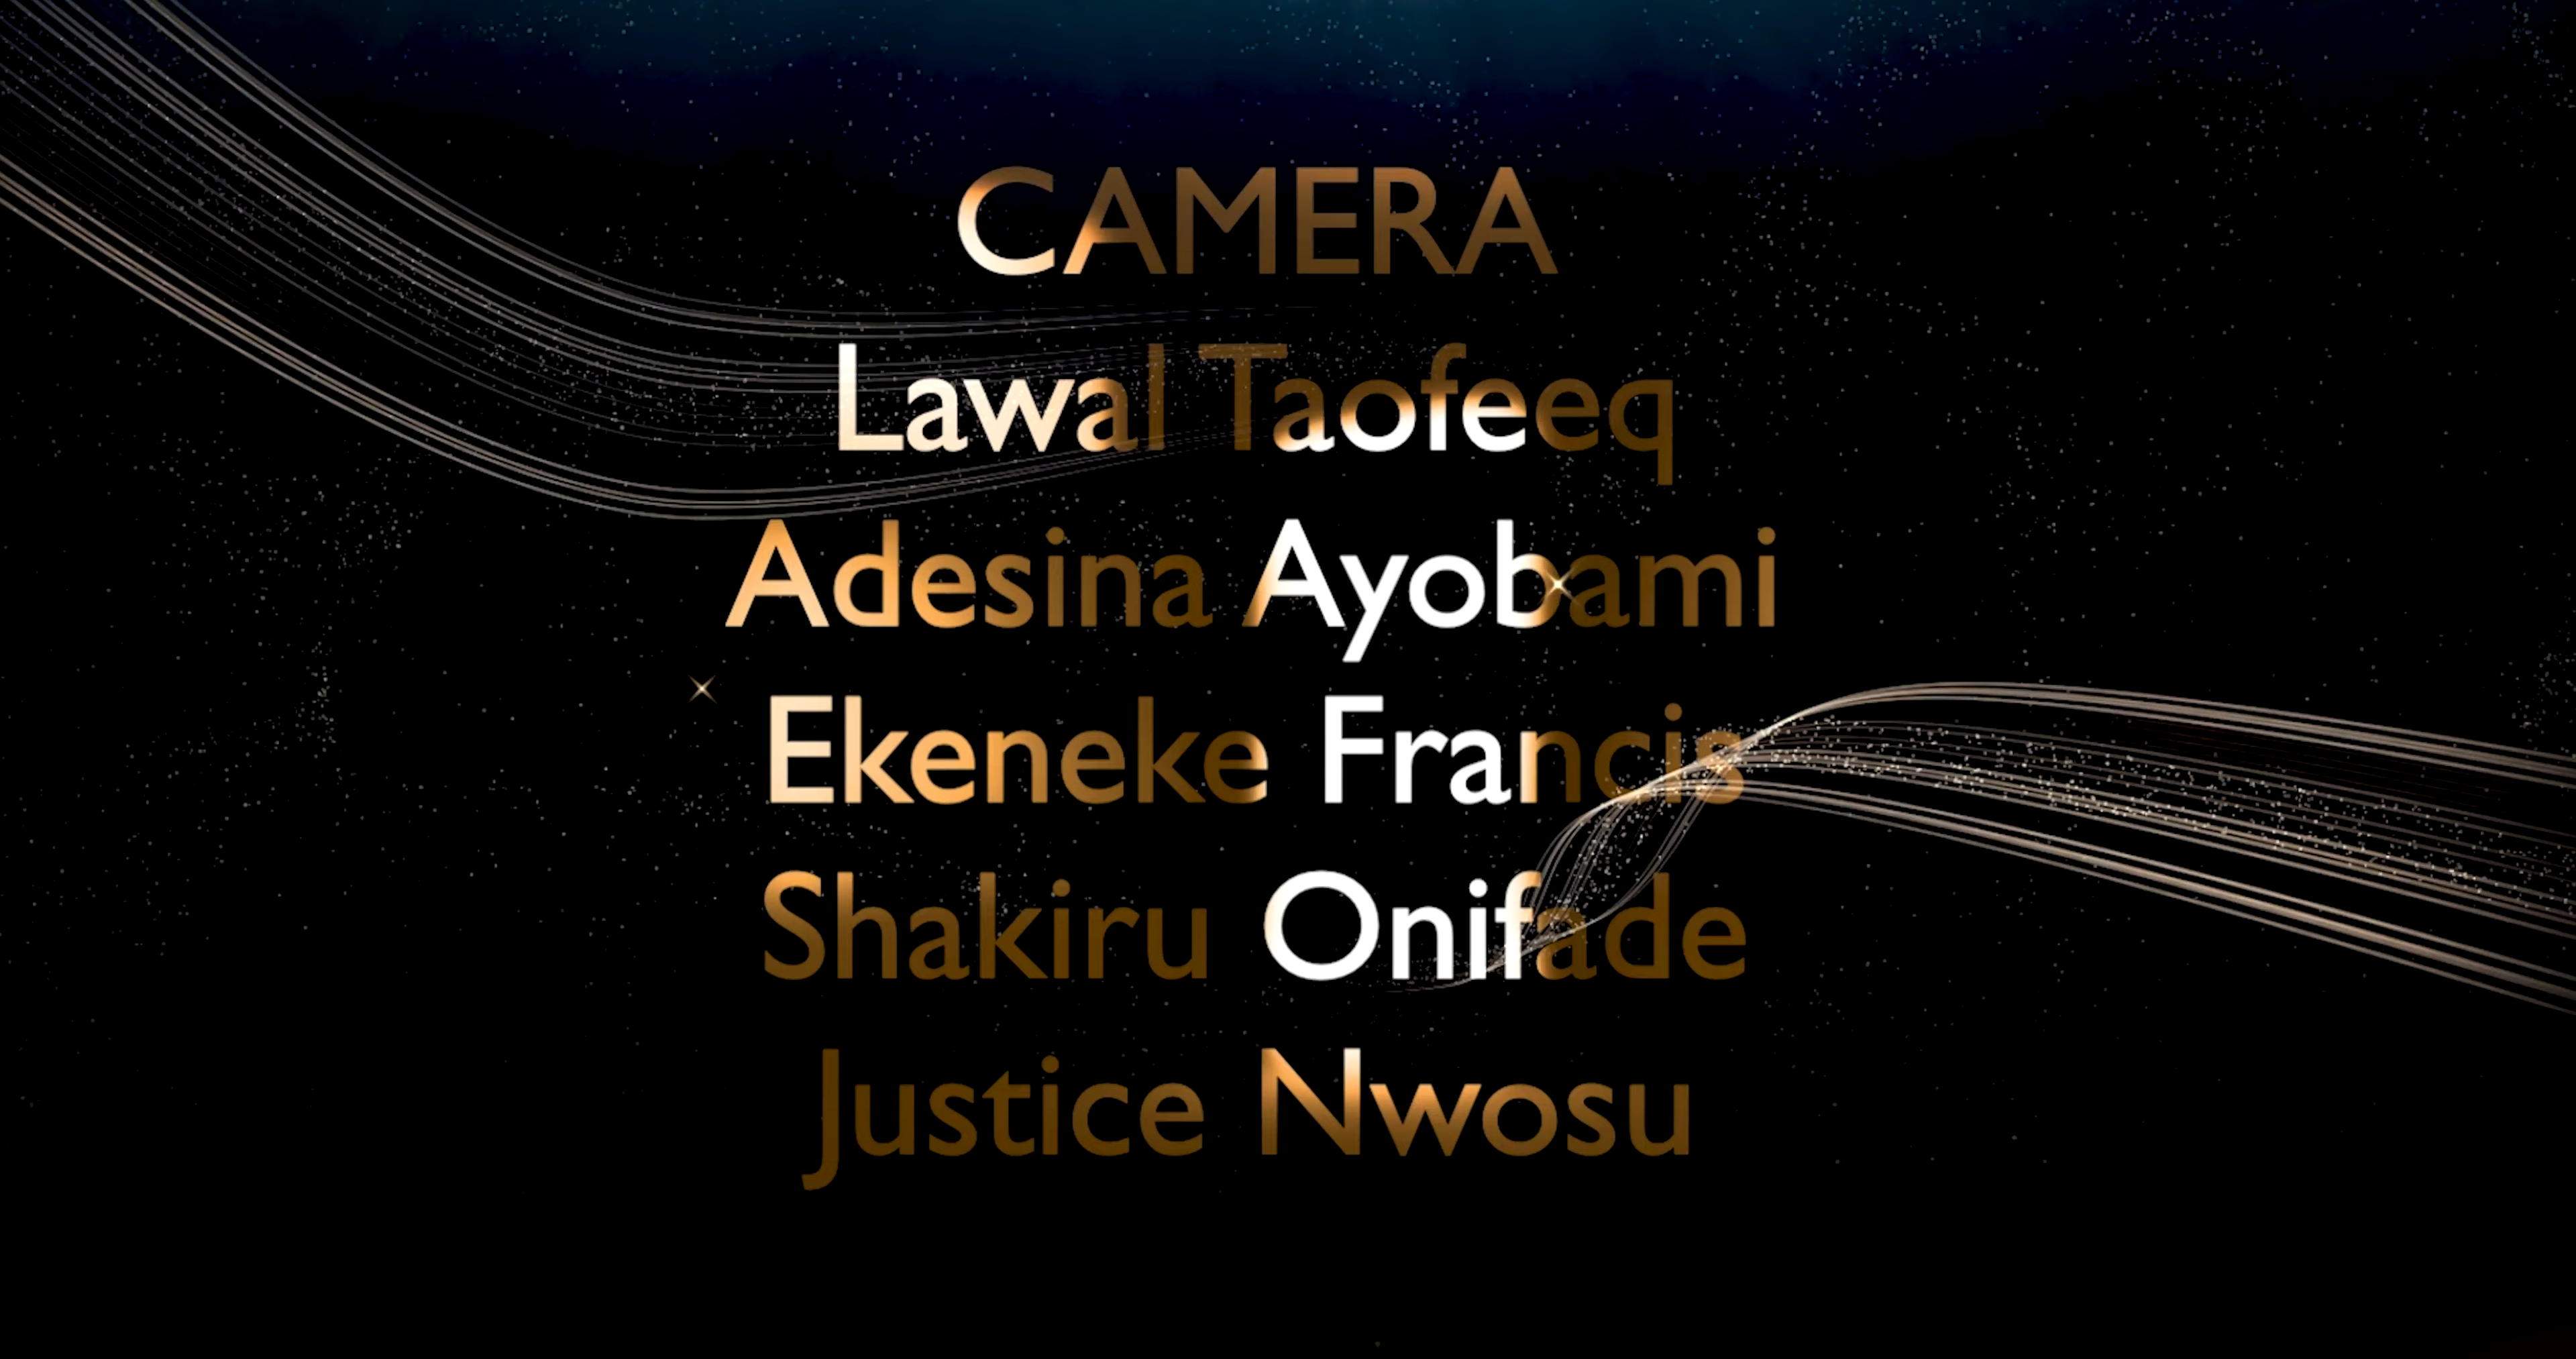 CAMERA
Lawal Taofeeq
Adesina Ayobami
Ekeneke Francis
Shakiru Onifade
Justice Nwosu